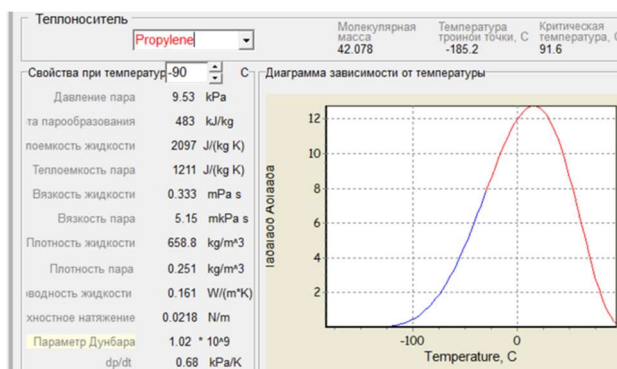 Теплоноситель
Propylene
Молекулярная масса
42.078
Температура тройной точки, С
-185.2
Критическая температура, С
91.6
Свойства при температур
-90
С
Давление пара 9.53 kPa
та парообразования 483 kJ/kg
лоемкость жидкости 2097 J/(kg K)
Теплоемкость пара 1211 J/(kg K)
Вязкость жидкости 0.333 mPa s
Вязкость пара 5.15 mkPa s
Плотность жидкости 658.8 kg/m^3
Плотность пара 0.251 kg/m^3
водность жидкости 0.161 W/(m*K)
хностное натяжение 0.0218 N/m
Параметр Дунбара 1.02 * 10^9
dp/dt 0.68 kPa/K
Диаграмма зависимости от температуры
12
10
8
6
4
2
-100
0
Temperature, C